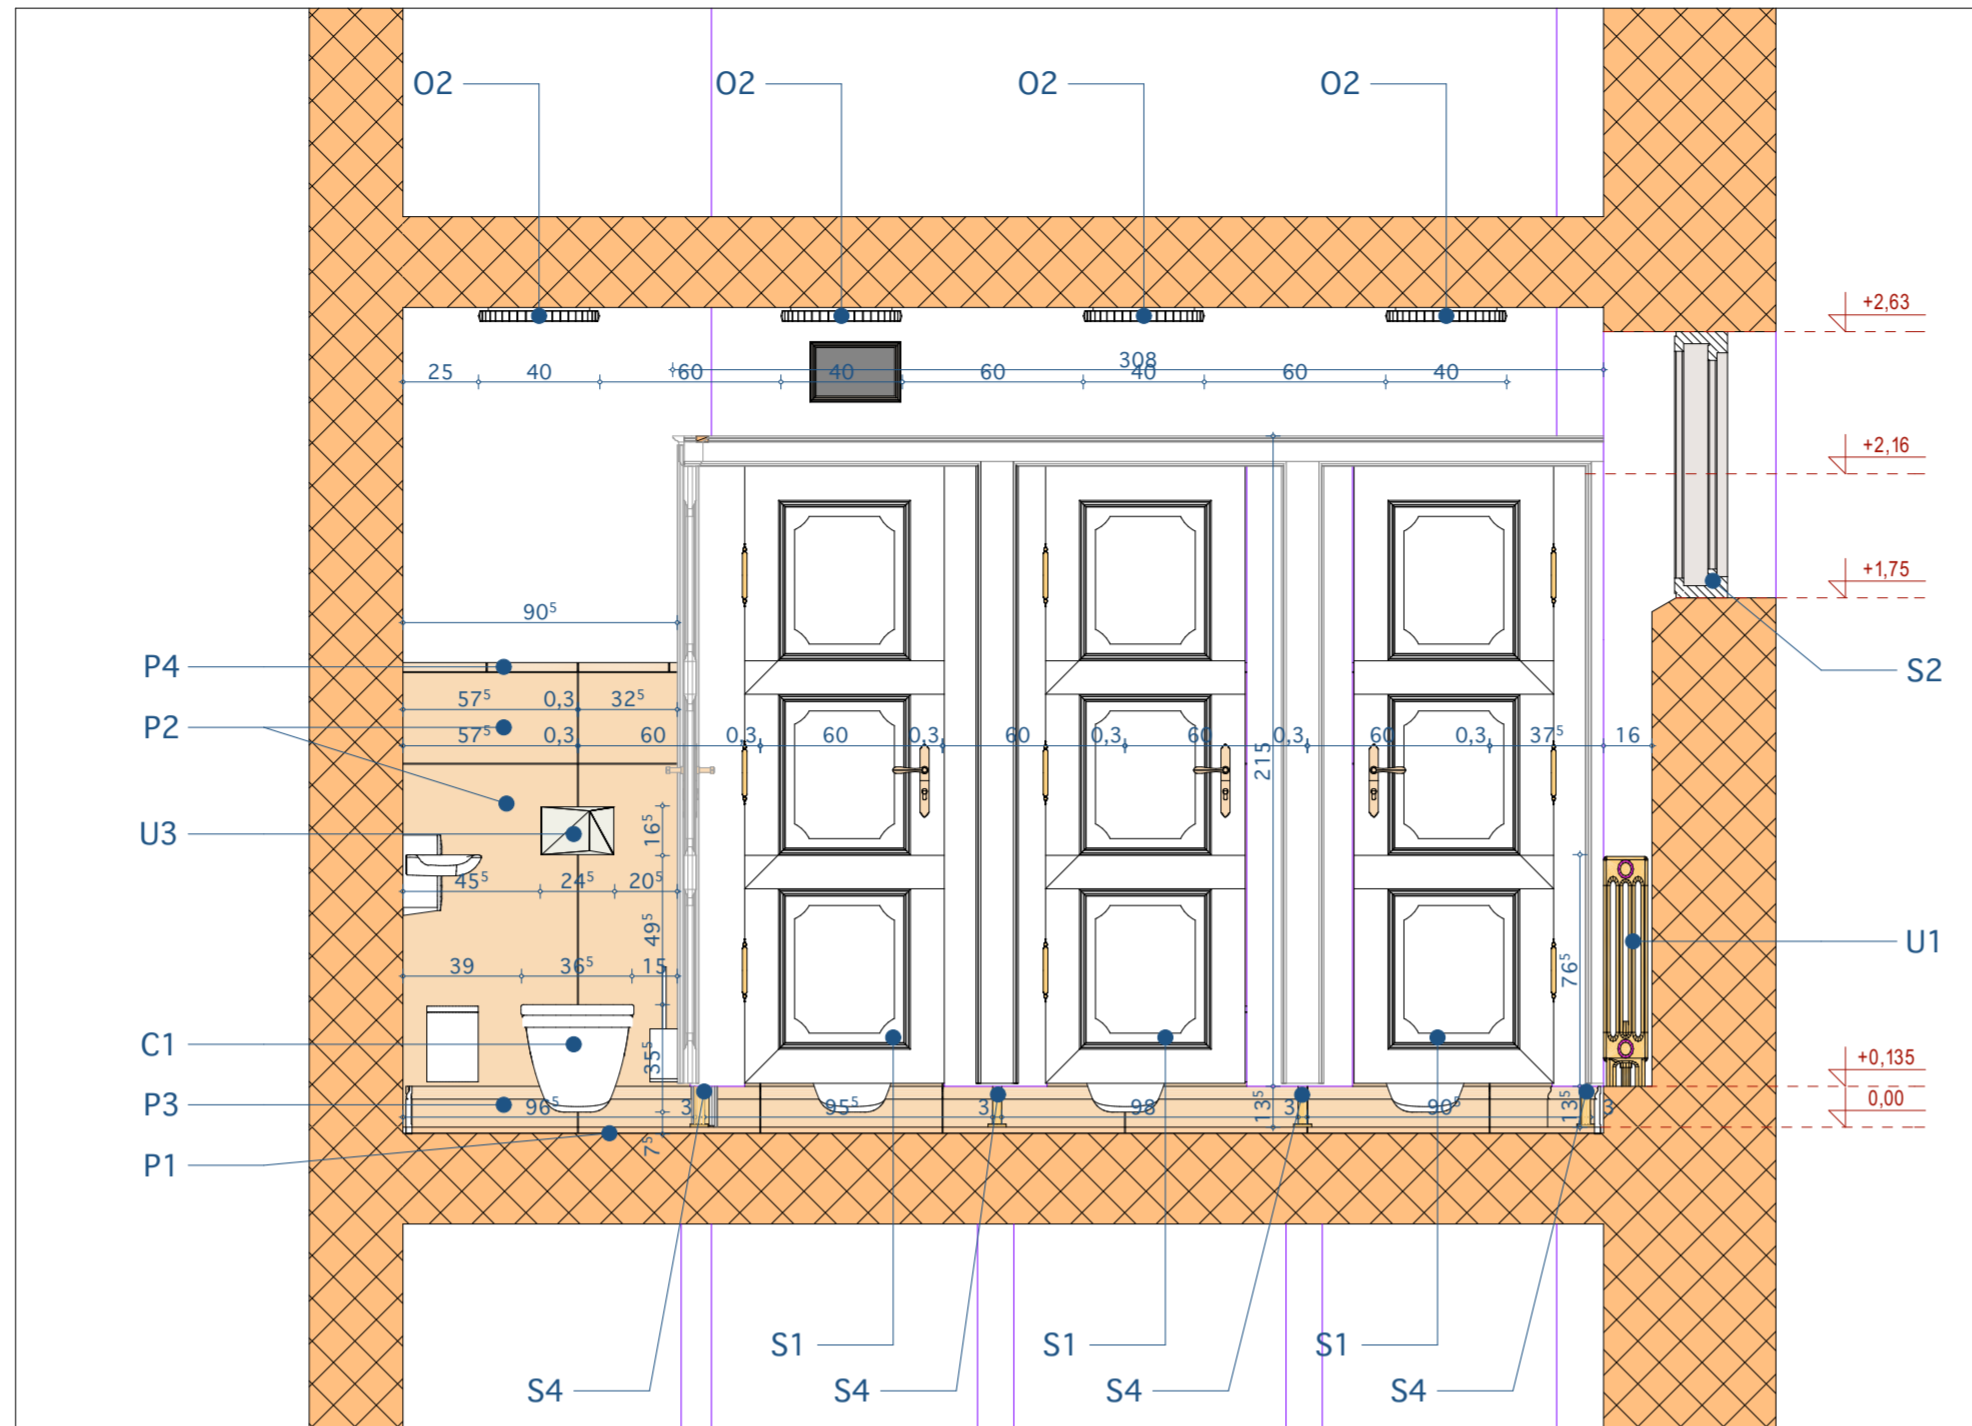 O2 O2 O2 O2
+2,63
308
25 40 60 40 60 40 60 40
+2,16
+1,75
90⁵
P4
S2
57⁵ 0,3 32⁵
P2
57⁵ 0,3 60 0,3 60 0,3 60 0,3 60 0,3 60 0,3 37⁵ 16
215
U3
16⁵
45⁵ 24⁵ 20⁵
49⁵
U1
39 36⁵ 15
76⁵
C1
35⁵
+0,135
P3
96⁵ 3 95⁵ 3 98 3 90⁵ 3
13⁵ 13⁵
0,00
7⁵
P1
S1 S1 S1
S4 S4 S4 S4